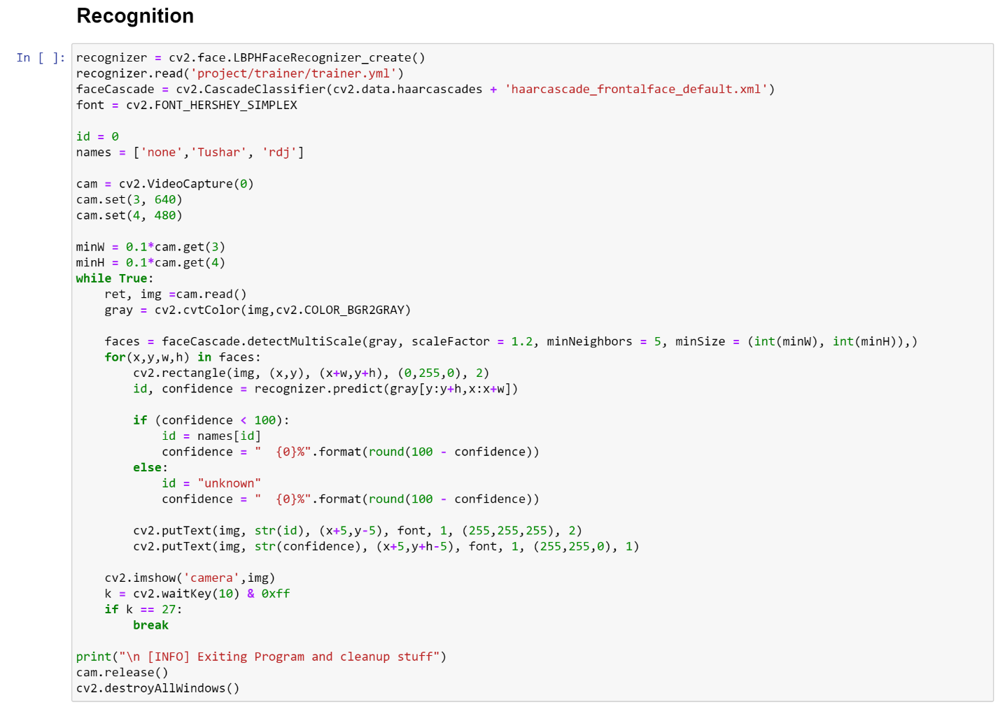 Recognition
In [ ]:
recognizer = cv2.face.LBPHFaceRecognizer_create()
recognizer.read('project/trainer/trainer.yml')
faceCascade = cv2.CascadeClassifier(cv2.data.haarcascades + 'haarcascade_frontalface_default.xml')
font = cv2.FONT_HERSHEY_SIMPLEX
id = 0
names = ['none','Tushar', 'rdj']
cam = cv2.VideoCapture(0)
cam.set(3, 640)
cam.set(4, 480)
minW = 0.1*cam.get(3)
minH = 0.1*cam.get(4)
while True:
    ret, img =cam.read()
    gray = cv2.cvtColor(img,cv2.COLOR_BGR2GRAY)
    faces = faceCascade.detectMultiScale(gray, scaleFactor = 1.2, minNeighbors = 5, minSize = (int(minW), int(minH)),)
    for(x,y,w,h) in faces:
        cv2.rectangle(img, (x,y), (x+w,y+h), (0,255,0), 2)
        id, confidence = recognizer.predict(gray[y:y+h,x:x+w])
        if (confidence < 100):
            id = names[id]
            confidence = "  {0}%".format(round(100 - confidence))
        else:
            id = "unknown"
            confidence = "  {0}%".format(round(100 - confidence))
        cv2.putText(img, str(id), (x+5,y-5), font, 1, (255,255,255), 2)
        cv2.putText(img, str(confidence), (x+5,y+h-5), font, 1, (255,255,0), 1)
    cv2.imshow('camera',img)
    k = cv2.waitKey(10) & 0xff
    if k == 27:
        break
print("\n [INFO] Exiting Program and cleanup stuff")
cam.release()
cv2.destroyAllWindows()